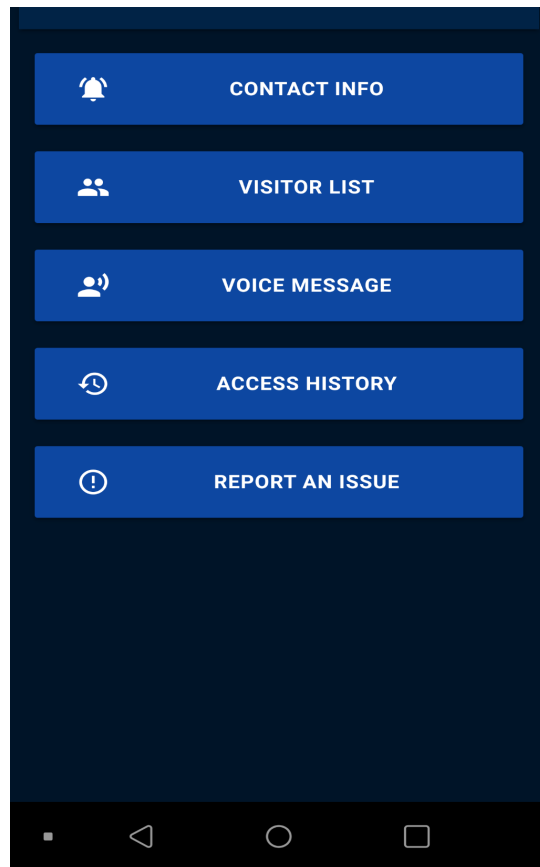 CONTACT INFO
VISITOR LIST
VOICE MESSAGE
ACCESS HISTORY
REPORT AN ISSUE